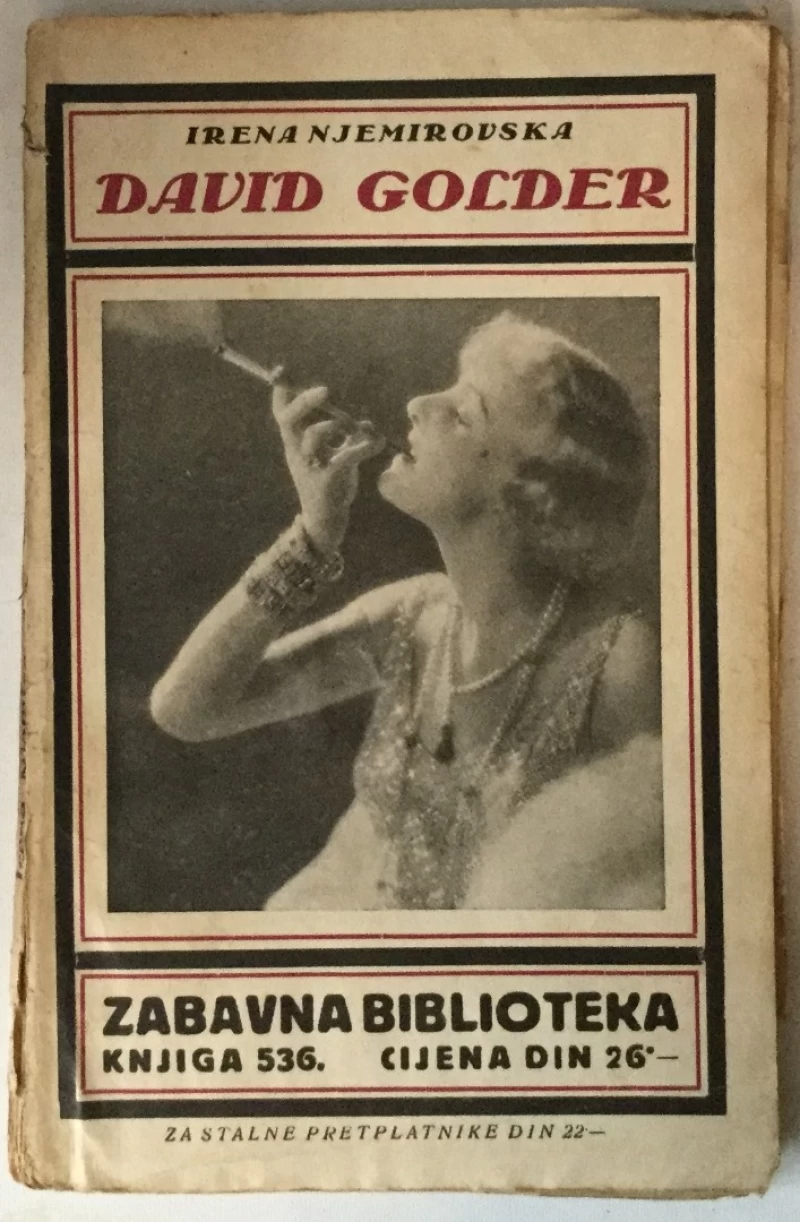 IRENA NJEMIROVSKA
DAVID GOLDER
ZABAVNA BIBLIOTEKA
KNJIGA 536. CIJENA DIN 26·—
ZA STALNE PRETPLATNIKE DIN 22·—